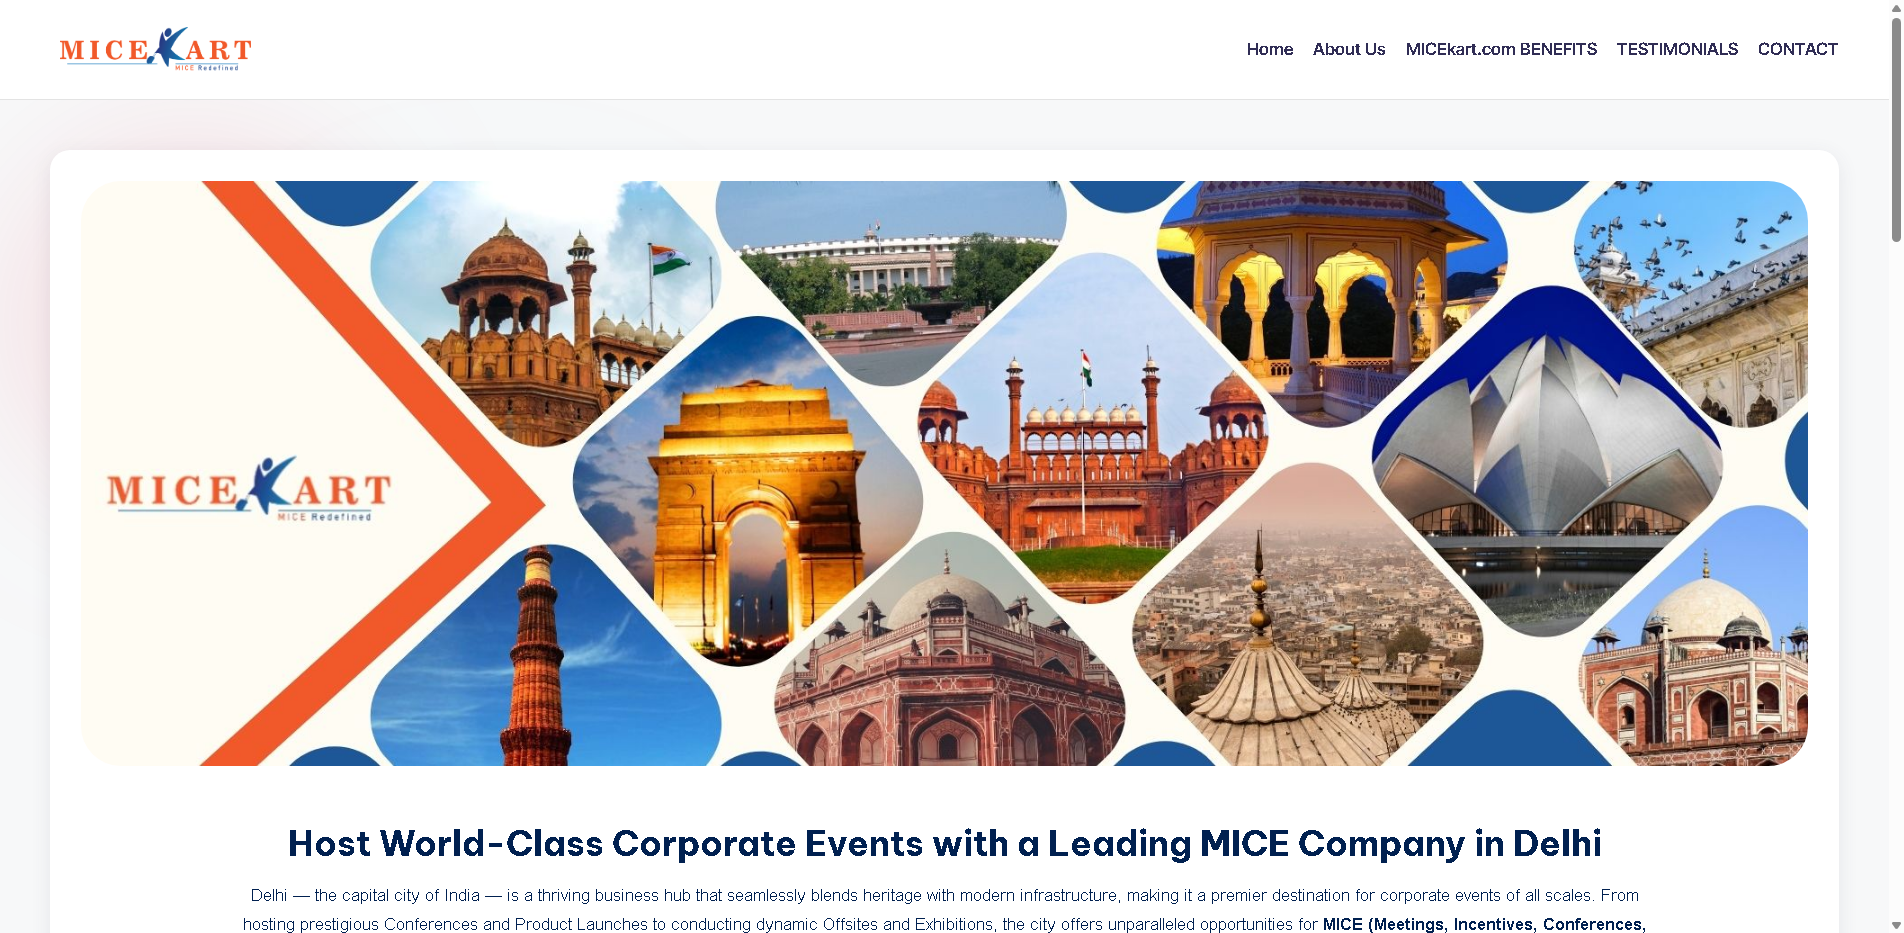 MICEKART
MICE Redefined
Home About Us MICEkart.com BENEFITS TESTIMONIALS CONTACT
MICEKART
MICE Redefined
Host World-Class Corporate Events with a Leading MICE Company in Delhi
Delhi — the capital city of India — is a thriving business hub that seamlessly blends heritage with modern infrastructure, making it a premier destination for corporate events of all scales. From
hosting prestigious Conferences and Product Launches to conducting dynamic Offsites and Exhibitions, the city offers unparalleled opportunities for MICE (Meetings, Incentives, Conferences,